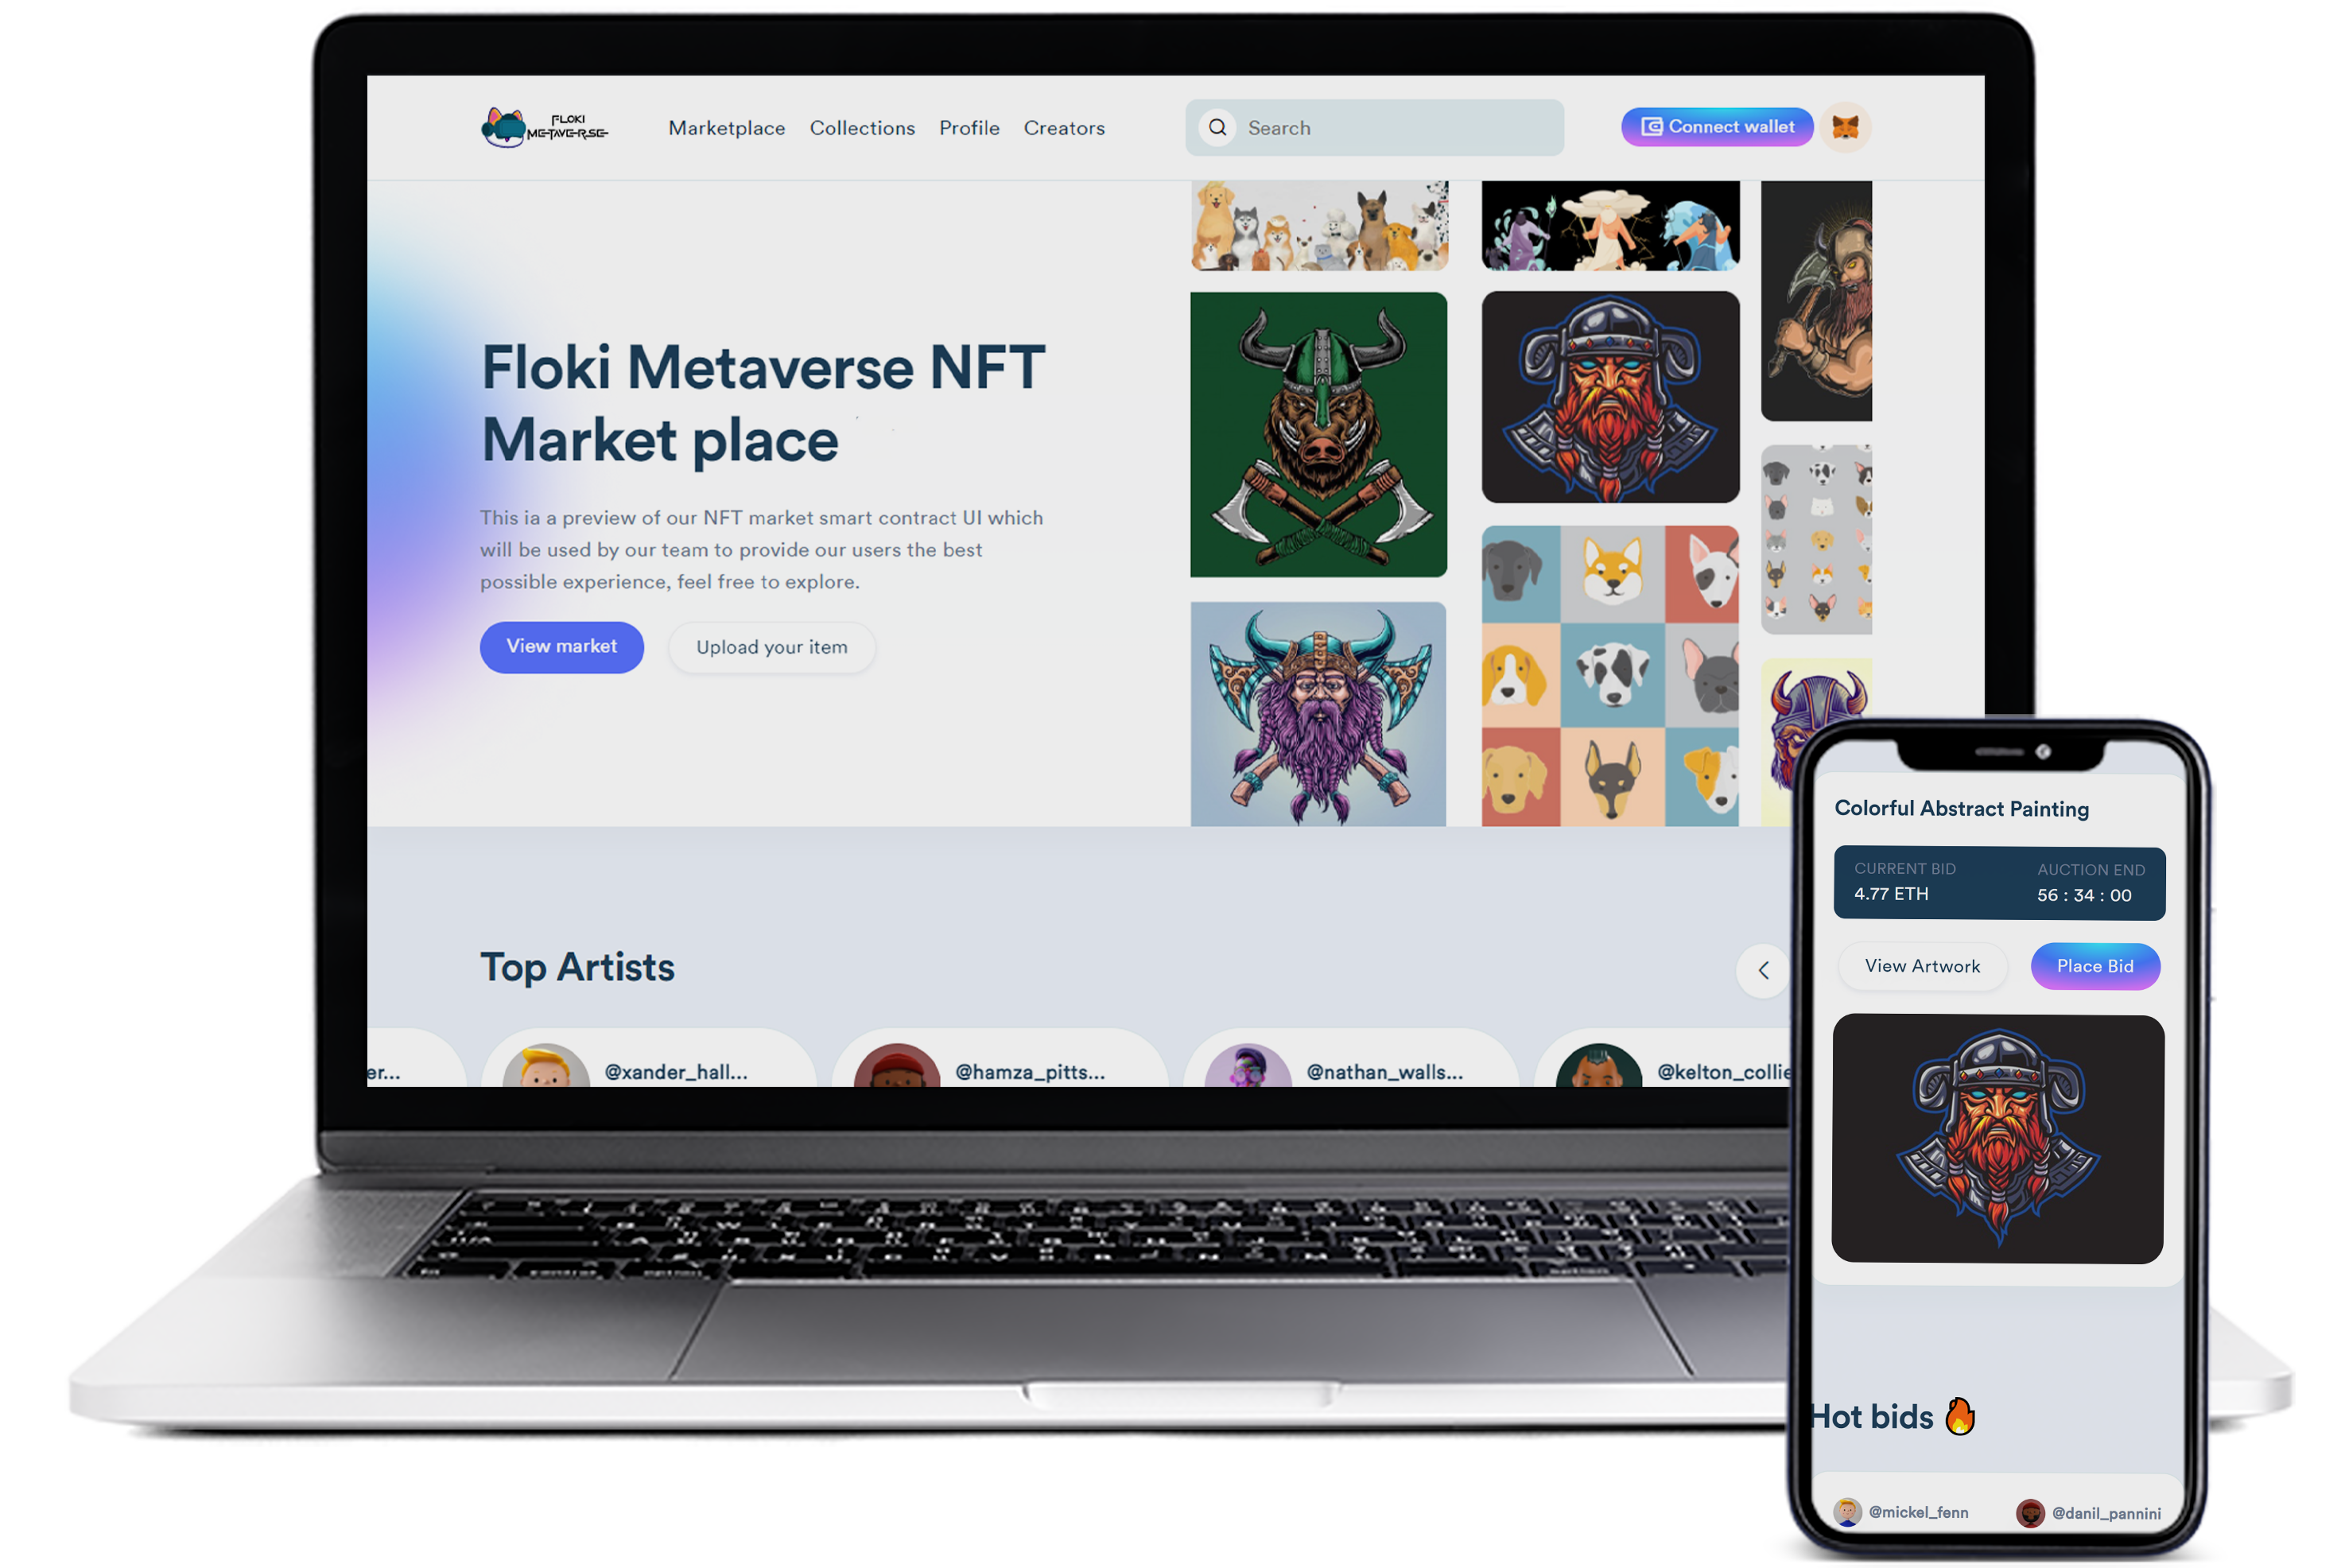 FLOKI
METAVERSE
Marketplace Collections Profile Creators
Search
Connect wallet
Floki Metaverse NFT
Market place
This ia a preview of our NFT market smart contract UI which
will be used by our team to provide our users the best
possible experience, feel free to explore.
View market
Upload your item
Top Artists
er...
@xander_hall...
@hamza_pitts...
@nathan_walls...
@kelton_collie
Colorful Abstract Painting
CURRENT BID
4.77 ETH
AUCTION END
56 : 34 : 00
View Artwork
Place Bid
Hot bids
@mickel_fenn
@danil_pannini